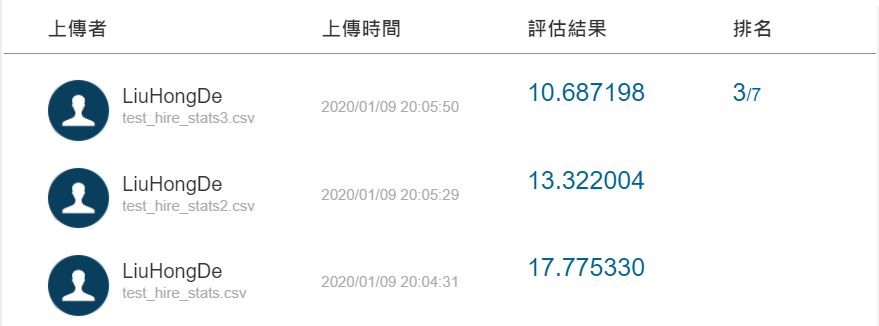 上傳者 上傳時間 評估結果 排名
LiuHongDe
test_hire_stats3.csv
2020/01/09 20:05:50
10.687198
3/7
LiuHongDe
test_hire_stats2.csv
2020/01/09 20:05:29
13.322004
LiuHongDe
test_hire_stats.csv
2020/01/09 20:04:31
17.775330